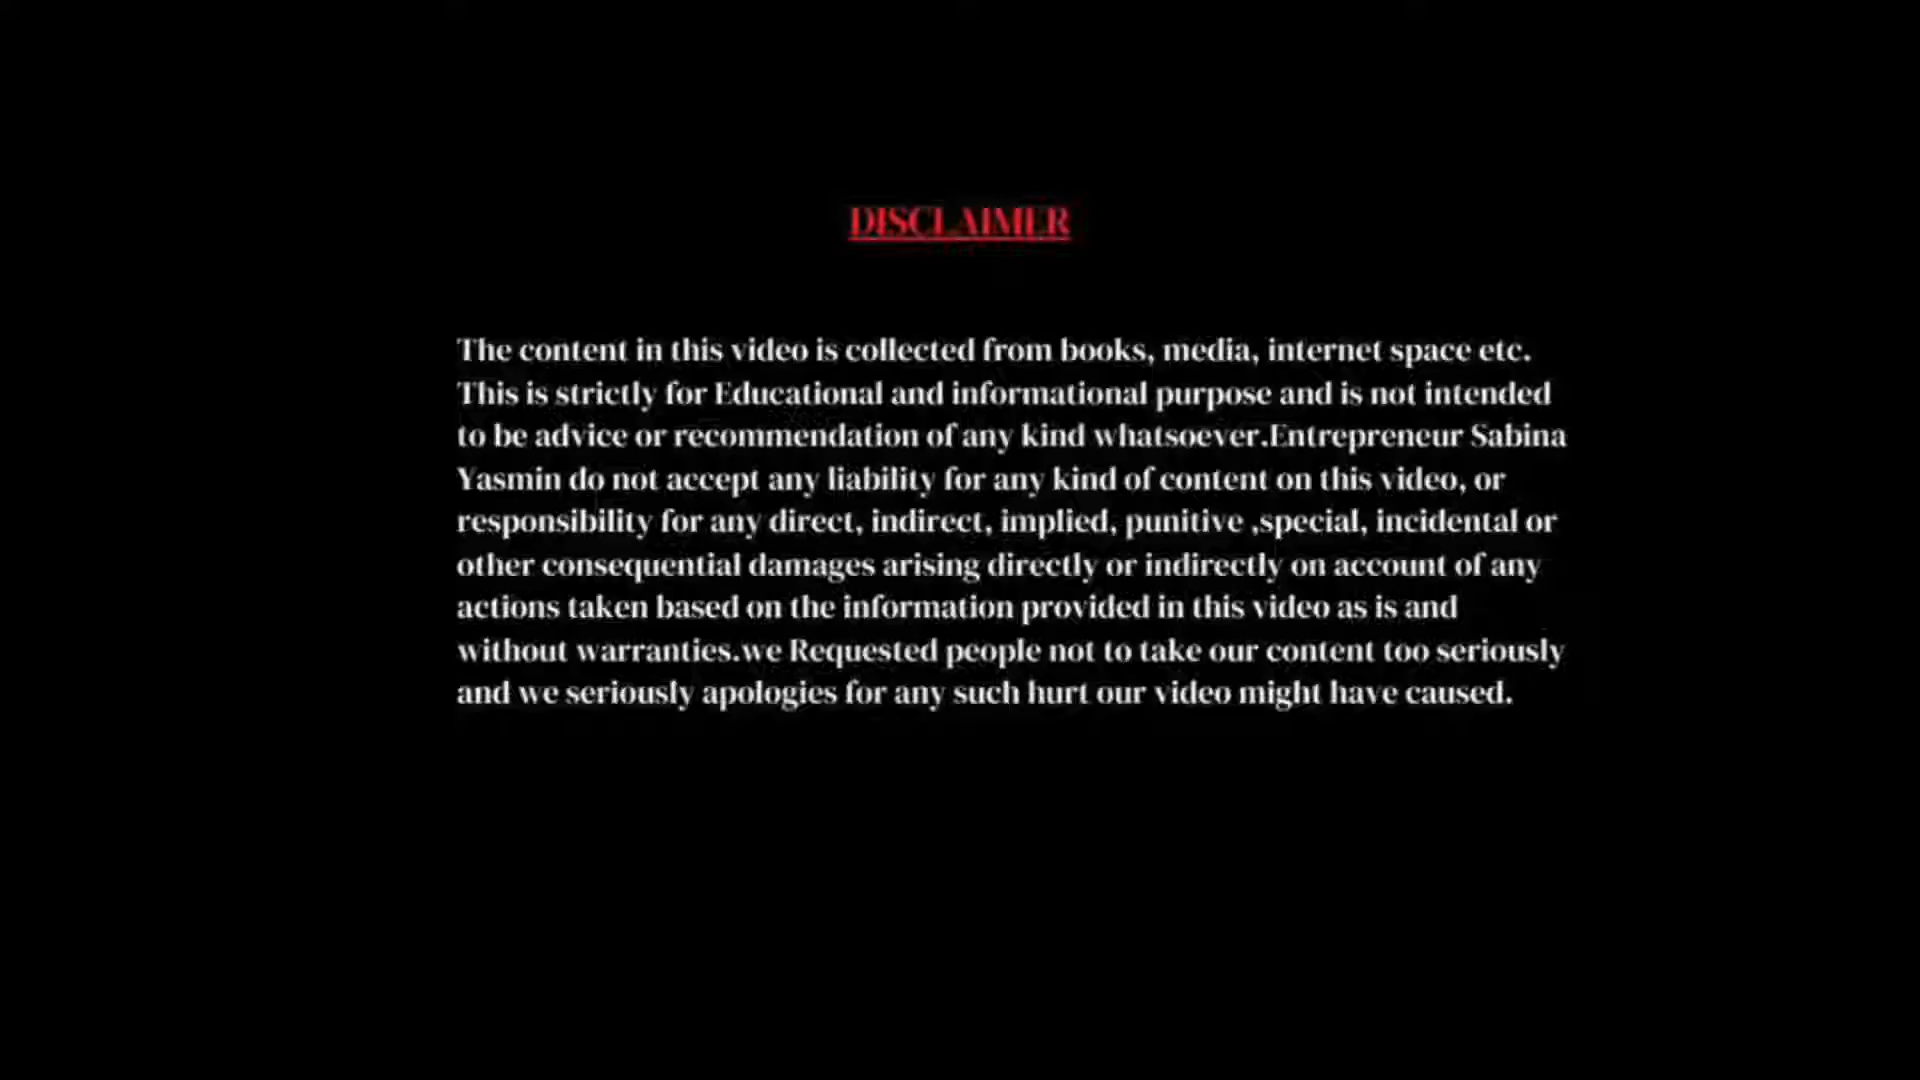 DISCLAIMER
The content in this video is collected from books, media, internet space etc.
This is strictly for Educational and informational purpose and is not intended
to be advice or recommendation of any kind whatsoever.Entrepreneur Sabina
Yasmin do not accept any liability for any kind of content on this video, or
responsibility for any direct, indirect, implied, punitive ,special, incidental or
other consequential damages arising directly or indirectly on account of any
actions taken based on the information provided in this video as is and
without warranties.we Requested people not to take our content too seriously
and we seriously apologies for any such hurt our video might have caused.